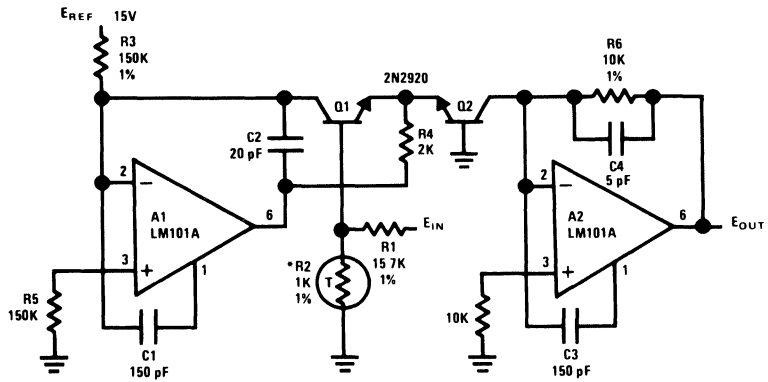 EREF 15V
R3
150K
1%
2N2920
R6
10K
1%
Q1
Q2
C2
20 pF
R4
2K
C4
5 pF
2
−
A1
LM101A
6
3
+
1
R5
150K
C1
150 pF
EIN
R1
15 7K
1%
*R2
1K
1%
T
2
−
A2
LM101A
6
EOUT
3
+
1
10K
C3
150 pF